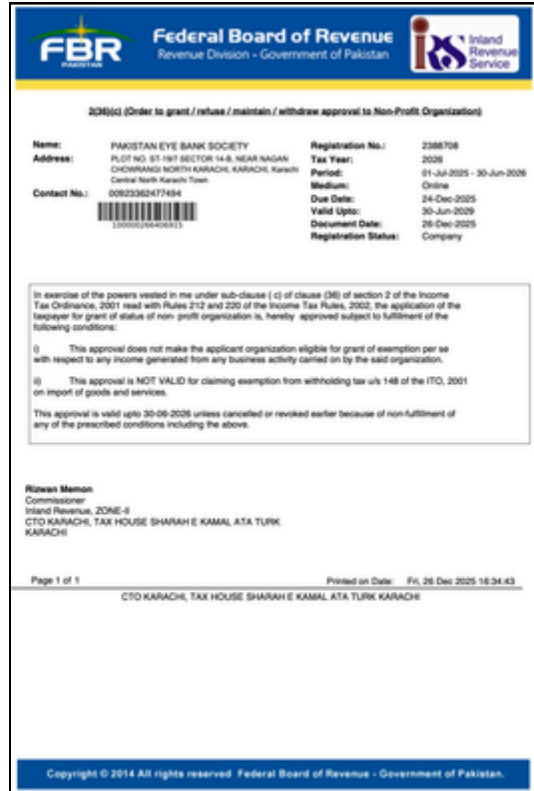 FBR
PAKISTAN
Federal Board of Revenue
Revenue Division - Government of Pakistan
IRS
Inland
Revenue
Service
2(36)(c) (Order to grant / refuse / maintain / withdraw approval to Non-Profit Organization)
Name: PAKISTAN EYE BANK SOCIETY
Address: PLOT NO. ST-19/T SECTOR 14-B, NEAR NAGAN
CHOWRANGI NORTH KARACHI, KARACHI, Karachi
Central North Karachi Town
Contact No.: 00923362477494
100000266406915
Registration No.: 2388708
Tax Year: 2026
Period: 01-Jul-2025 - 30-Jun-2026
Medium: Online
Due Date: 24-Dec-2025
Valid Upto: 30-Jun-2029
Document Date: 26-Dec-2025
Registration Status: Company
In exercise of the powers vested in me under sub-clause ( c) of clause (36) of section 2 of the Income
Tax Ordinance, 2001 read with Rules 212 and 220 of the Income Tax Rules, 2002, the application of the
taxpayer for grant of status of non- profit organization is, hereby approved subject to fulfillment of the
following conditions:
i) This approval does not make the applicant organization eligible for grant of exemption per se
with respect to any income generated from any business activity carried on by the said organization.
ii) This approval is NOT VALID for claiming exemption from withholding tax u/s 148 of the ITO, 2001
on import of goods and services.
This approval is valid upto 30-06-2026 unless cancelled or revoked earlier because of non-fulfillment of
any of the prescribed conditions including the above.
Rizwan Memon
Commissioner
Inland Revenue, ZONE-II
CTO KARACHI, TAX HOUSE SHARAH E KAMAL ATA TURK
KARACHI
Page 1 of 1
Printed on Date: Fri, 26 Dec 2025 16:34:43
CTO KARACHI, TAX HOUSE SHARAH E KAMAL ATA TURK KARACHI
Copyright © 2014 All rights reserved Federal Board of Revenue - Government of Pakistan.